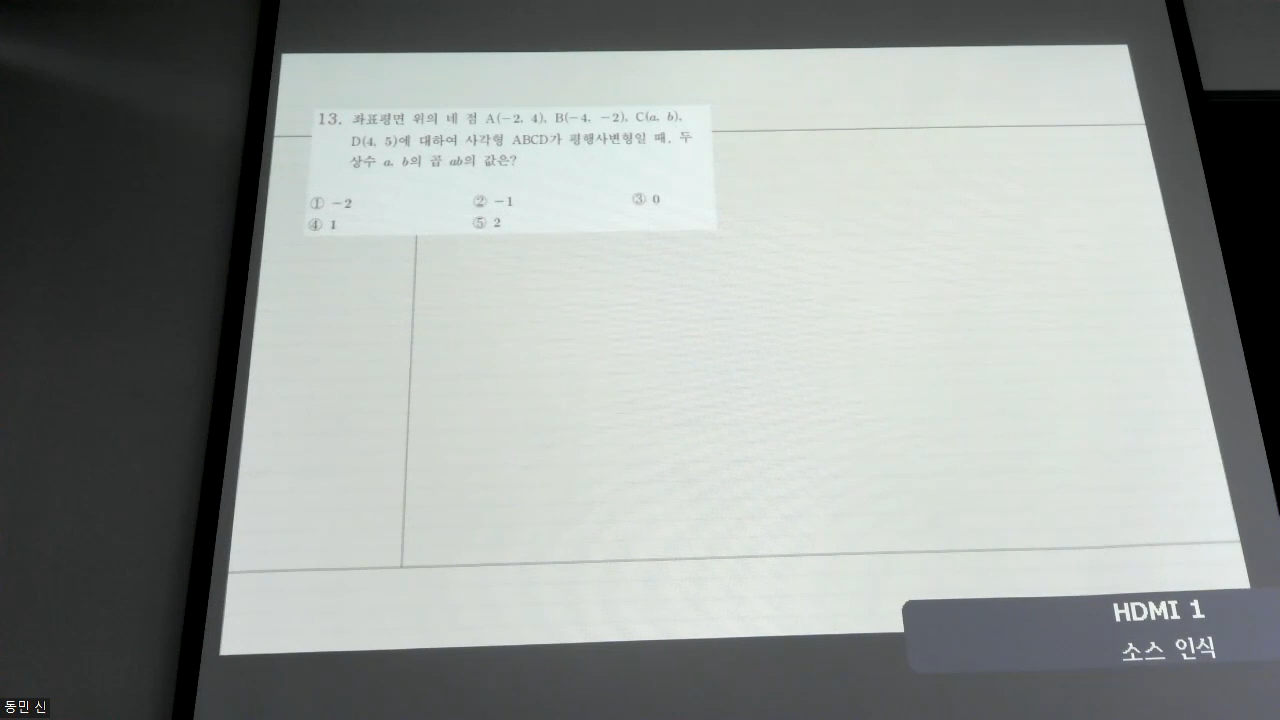 13. 좌표평면 위의 네 점 A(−2, 4), B(−4, −2), C(a, b),
D(4, 5)에 대하여 사각형 ABCD가 평행사변형일 때, 두
상수 a, b의 곱 ab의 값은?
① −2 ② −1 ③ 0
④ 1 ⑤ 2
HDMI 1
소스 인식
동민 신